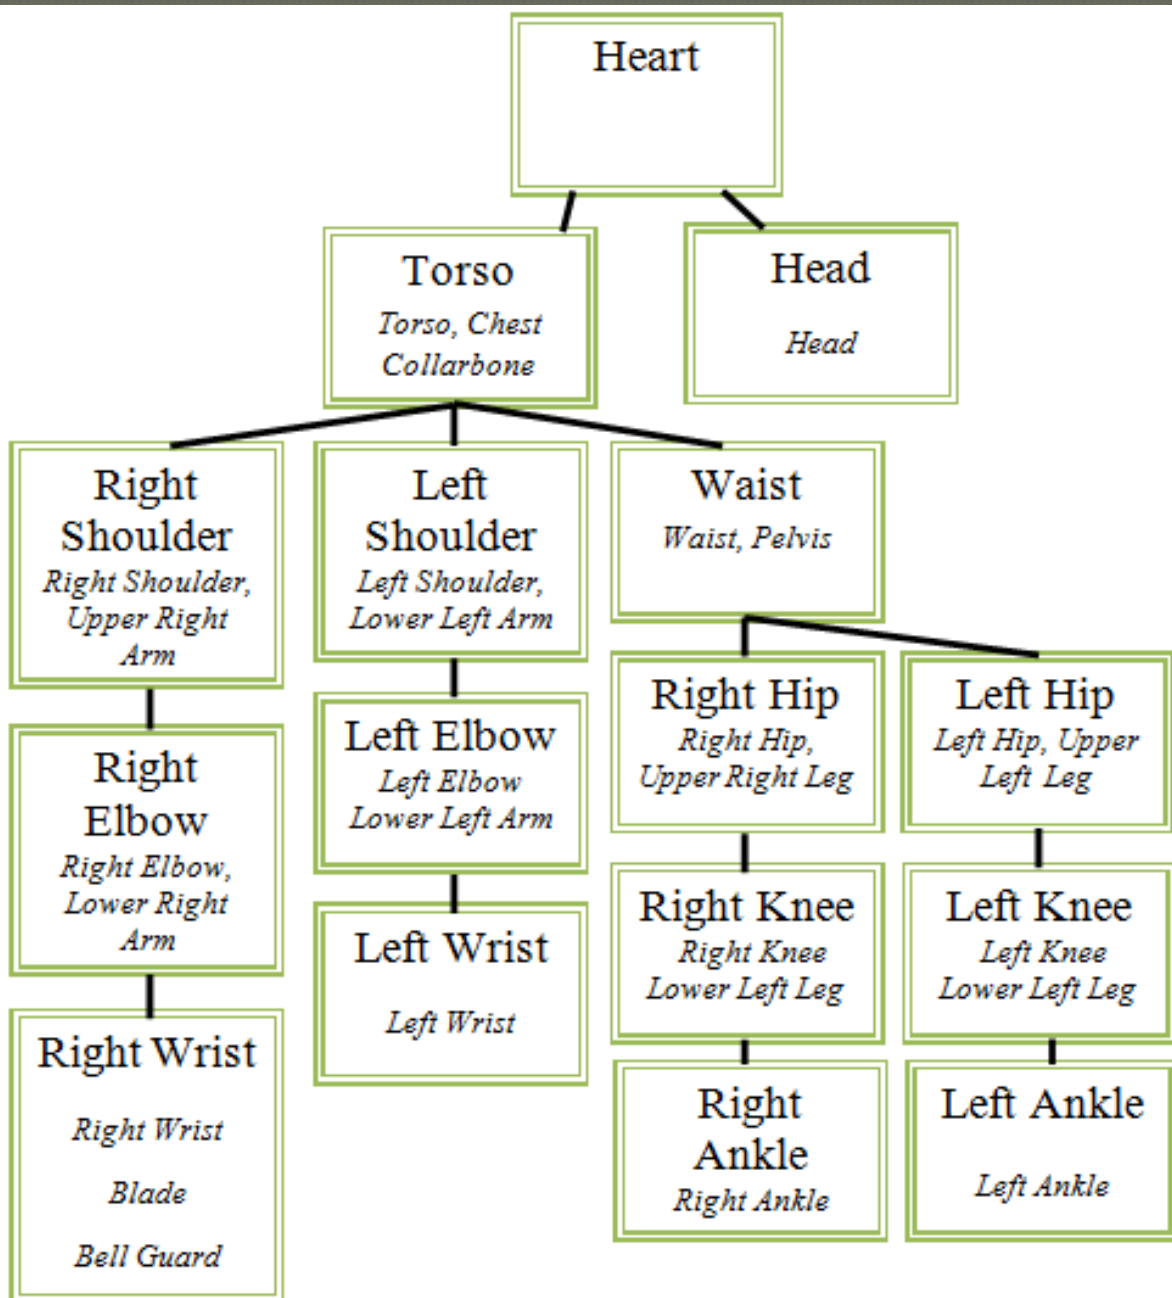 Heart
Torso
Torso, Chest
Collarbone
Head
Head
Right
Shoulder
Right Shoulder,
Upper Right
Arm
Left
Shoulder
Left Shoulder,
Lower Left Arm
Waist
Waist, Pelvis
Right
Elbow
Right Elbow,
Lower Right
Arm
Left Elbow
Left Elbow
Lower Left Arm
Right Hip
Right Hip,
Upper Right Leg
Left Hip
Left Hip, Upper
Left Leg
Right Wrist
Right Wrist
Blade
Bell Guard
Left Wrist
Left Wrist
Right Knee
Right Knee
Lower Left Leg
Left Knee
Left Knee
Lower Left Leg
Right
Ankle
Right Ankle
Left Ankle
Left Ankle